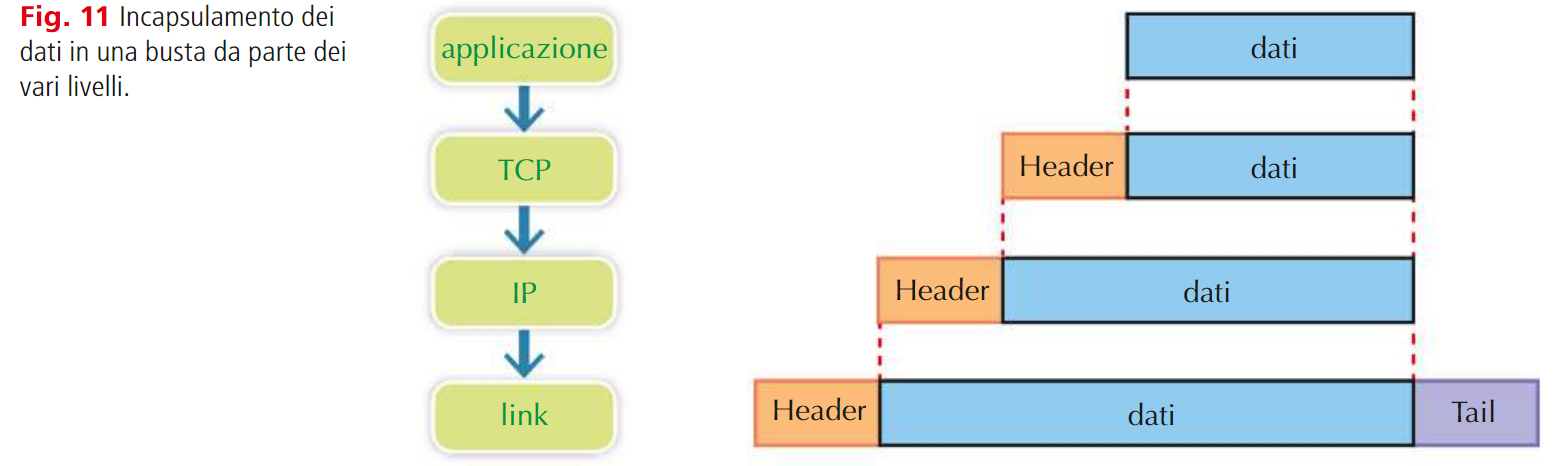 Fig. 11 Incapsulamento dei
dati in una busta da parte dei
vari livelli.
applicazione
dati
TCP
Header dati
IP
Header dati
link
Header dati Tail